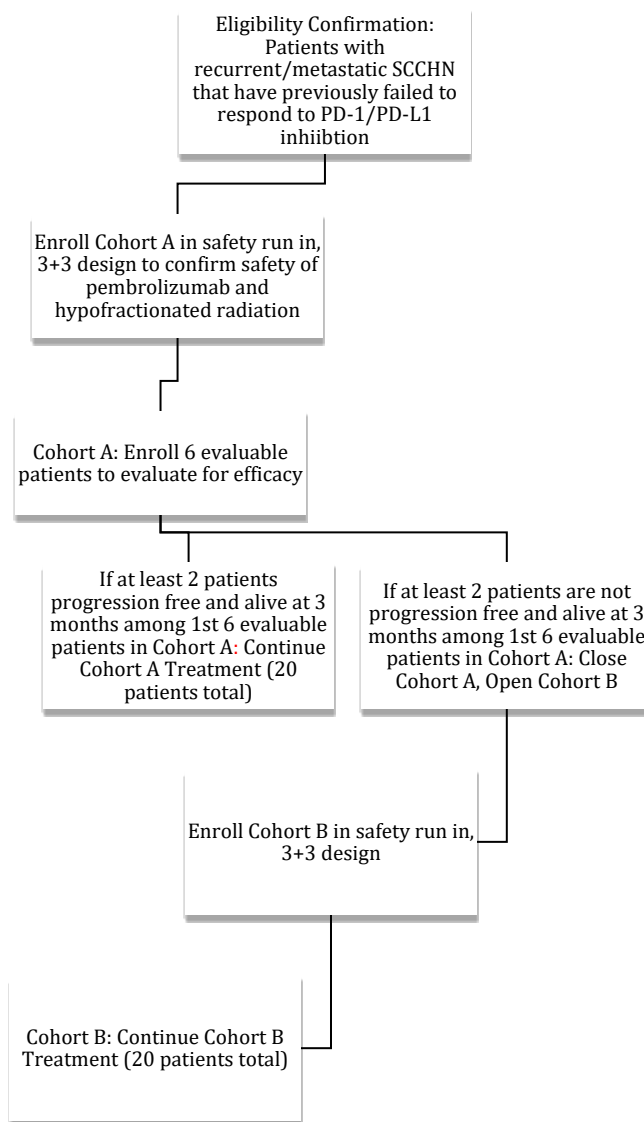 Eligibility Confirmation:
Patients with
recurrent/metastatic SCCHN
that have previously failed to
respond to PD-1/PD-L1
inhiibtion
Enroll Cohort A in safety run in,
3+3 design to confirm safety of
pembrolizumab and
hypofractionated radiation
Cohort A: Enroll 6 evaluable
patients to evaluate for efficacy
If at least 2 patients
progression free and alive at 3
months among 1st 6 evaluable
patients in Cohort A: Continue
Cohort A Treatment (20
patients total)
If at least 2 patients are not
progression free and alive at 3
months among 1st 6 evaluable
patients in Cohort A: Close
Cohort A, Open Cohort B
Enroll Cohort B in safety run in,
3+3 design
Cohort B: Continue Cohort B
Treatment (20 patients total)